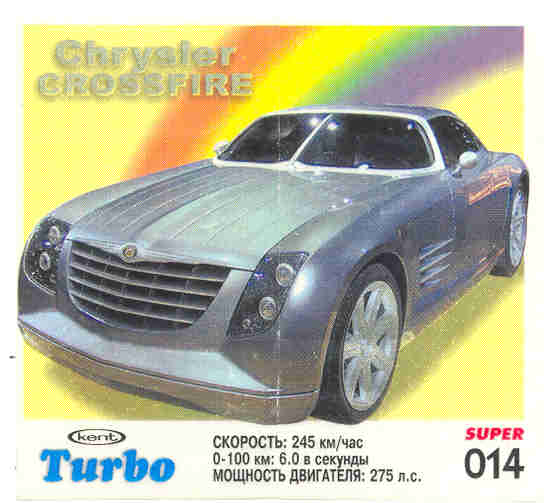 Chrysler
CROSSFIRE
kent
Turbo
СКОРОСТЬ: 245 км/час
0-100 км: 6.0 в секунды
МОЩНОСТЬ ДВИГАТЕЛЯ: 275 л.с.
SUPER
014